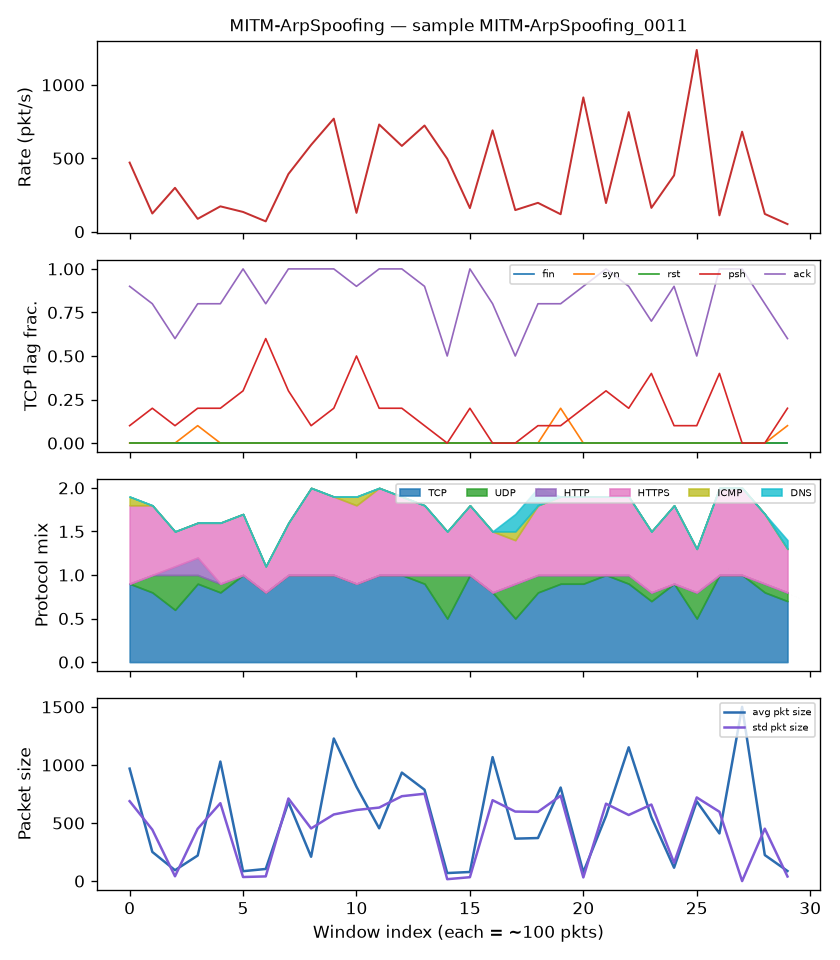 MITM-ArpSpoofing — sample MITM-ArpSpoofing_0011
Rate (pkt/s)
1000
500
0
TCP flag frac.
1.00
0.75
0.50
0.25
0.00
fin syn rst psh ack
Protocol mix
2.0
1.5
1.0
0.5
0.0
TCP UDP HTTP HTTPS ICMP DNS
Packet size
1500
1000
500
0
avg pkt size
std pkt size
0 5 10 15 20 25 30
Window index (each = ~100 pkts)